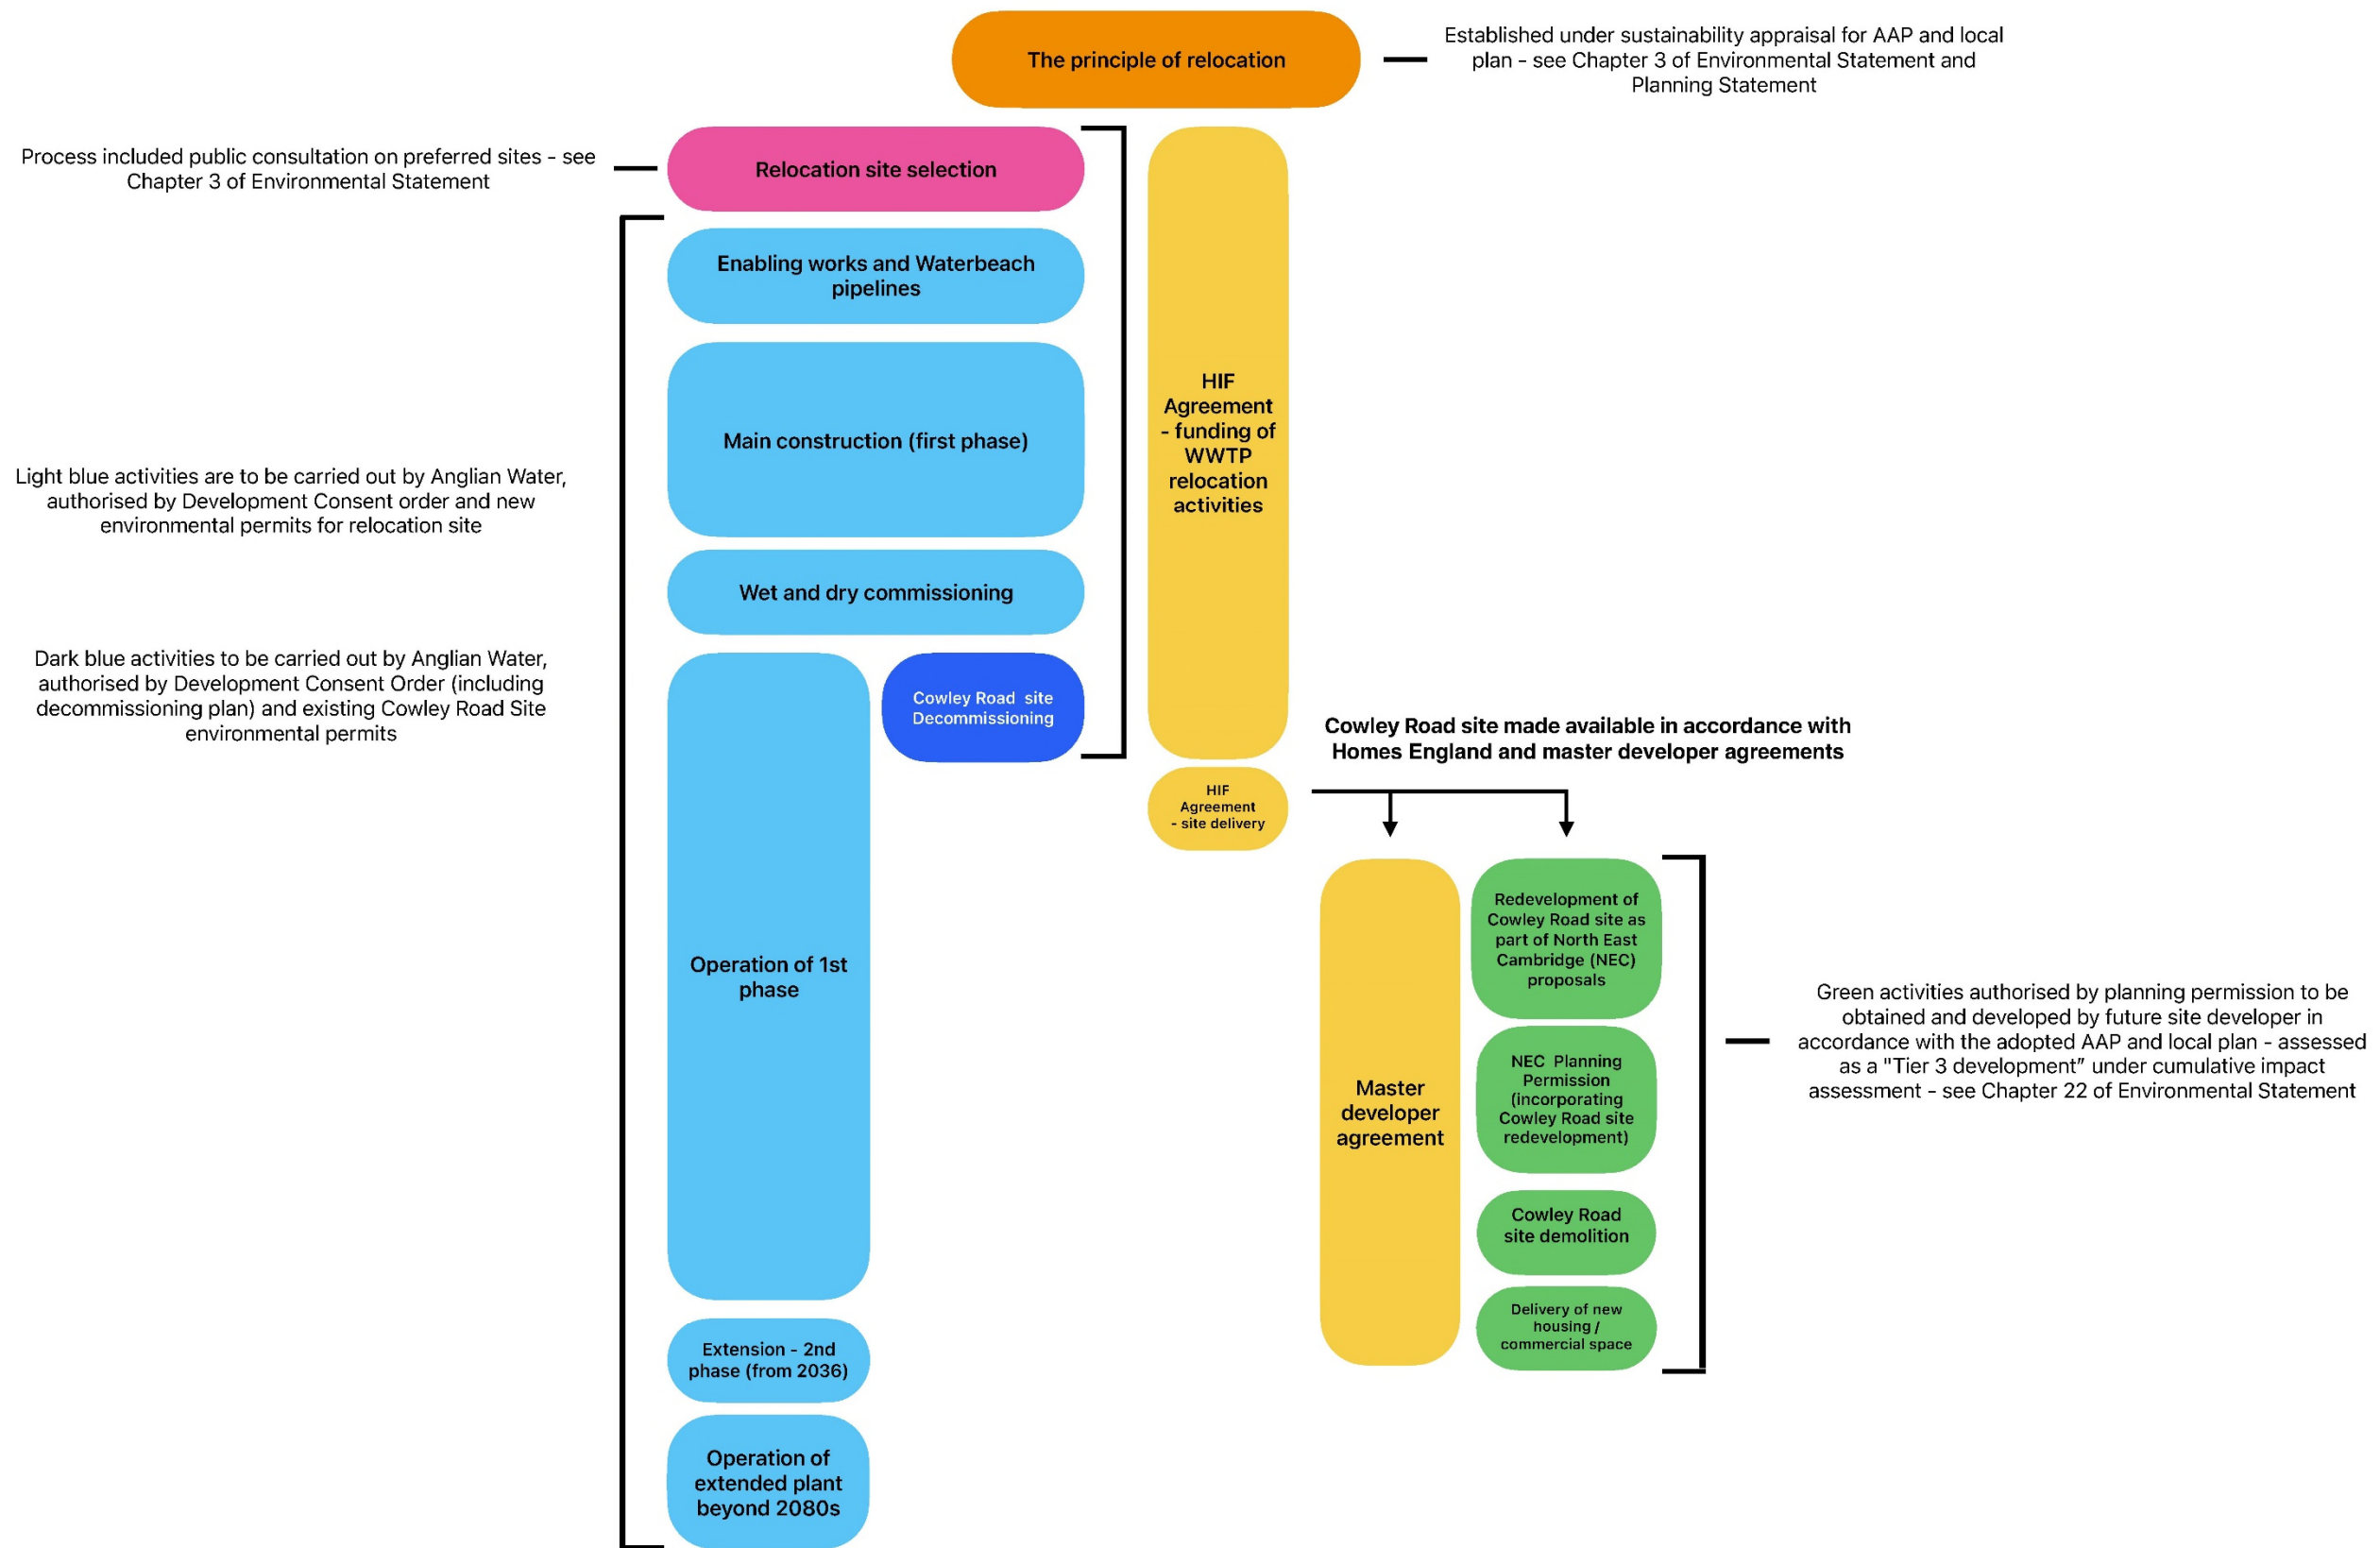 The principle of relocation
Established under sustainability appraisal for AAP and local
plan - see Chapter 3 of Environmental Statement and
Planning Statement
Process included public consultation on preferred sites - see
Chapter 3 of Environmental Statement
Relocation site selection
Enabling works and Waterbeach
pipelines
Main construction (first phase)
HIF
Agreement
- funding of
WWTP
relocation
activities
Light blue activities are to be carried out by Anglian Water,
authorised by Development Consent order and new
environmental permits for relocation site
Wet and dry commissioning
Dark blue activities to be carried out by Anglian Water,
authorised by Development Consent Order (including
decommissioning plan) and existing Cowley Road Site
environmental permits
Cowley Road site
Decommissioning
Cowley Road site made available in accordance with
Homes England and master developer agreements
HIF
Agreement
- site delivery
Operation of 1st
phase
Redevelopment of
Cowley Road site as
part of North East
Cambridge (NEC)
proposals
Master
developer
agreement
NEC Planning
Permission
(incorporating
Cowley Road site
redevelopment)
Green activities authorised by planning permission to be
obtained and developed by future site developer in
accordance with the adopted AAP and local plan - assessed
as a "Tier 3 development” under cumulative impact
assessment - see Chapter 22 of Environmental Statement
Cowley Road
site demolition
Delivery of new
housing /
commercial space
Extension - 2nd
phase (from 2036)
Operation of
extended plant
beyond 2080s